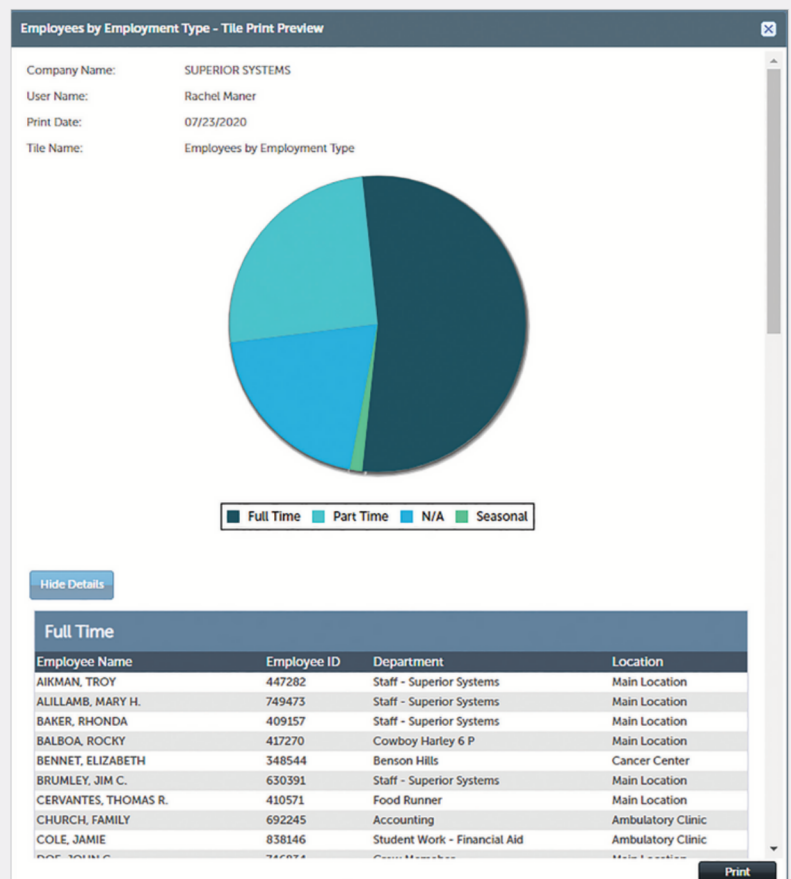 Employees by Employment Type - Tile Print Preview
Company Name: SUPERIOR SYSTEMS
User Name: Rachel Maner
Print Date: 07/23/2020
Tile Name: Employees by Employment Type
Full Time Part Time N/A Seasonal
Hide Details
Full Time
Employee Name Employee ID Department Location
AIKMAN, TROY 447282 Staff - Superior Systems Main Location
ALILLAMB, MARY H. 749473 Staff - Superior Systems Main Location
BAKER, RHONDA 409157 Staff - Superior Systems Main Location
BALBOA, ROCKY 417270 Cowboy Harley 6 P Main Location
BENNET, ELIZABETH 348544 Benson Hills Cancer Center
BRUMLEY, JIM C. 630391 Staff - Superior Systems Main Location
CERVANTES, THOMAS R. 410571 Food Runner Main Location
CHURCH, FAMILY 692245 Accounting Ambulatory Clinic
COLE, JAMIE 838146 Student Work - Financial Aid Ambulatory Clinic
Print